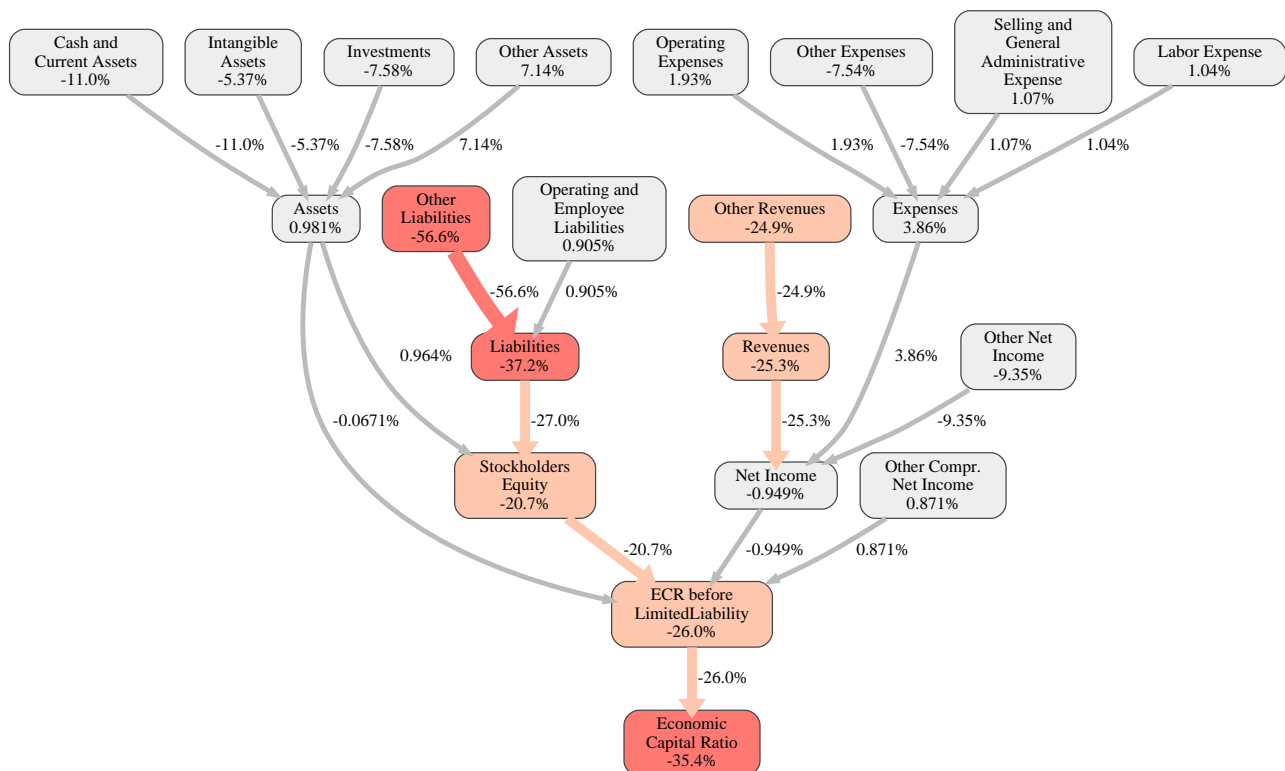 Cash and
Current Assets
-11.0%
Intangible
Assets
-5.37%
Investments
-7.58%
Other Assets
7.14%
Operating
Expenses
1.93%
Other Expenses
-7.54%
Selling and
General
Administrative
Expense
1.07%
Labor Expense
1.04%
-11.0%
-5.37%
-7.58%
7.14%
1.93%
-7.54%
1.07%
1.04%
Assets
0.981%
Other
Liabilities
-56.6%
Operating and
Employee
Liabilities
0.905%
Other Revenues
-24.9%
Expenses
3.86%
-56.6%
0.905%
-24.9%
Liabilities
-37.2%
Revenues
-25.3%
Other Net
Income
-9.35%
0.964%
3.86%
-0.0671%
-27.0%
-25.3%
-9.35%
Stockholders
Equity
-20.7%
Net Income
-0.949%
Other Compr.
Net Income
0.871%
-20.7%
-0.949%
0.871%
ECR before
LimitedLiability
-26.0%
-26.0%
Economic
Capital Ratio
-35.4%